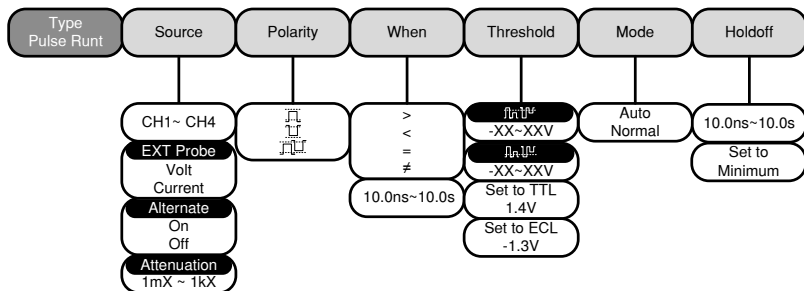 Type
Pulse Runt
Source
Polarity
When
Threshold
Mode
Holdoff
CH1~ CH4
EXT Probe
Volt
Current
Alternate
On
Off
Attenuation
1mX ~ 1kX
>
<
=
≠
10.0ns~10.0s
-XX~XXV
-XX~XXV
Set to TTL
1.4V
Set to ECL
-1.3V
Auto
Normal
10.0ns~10.0s
Set to
Minimum